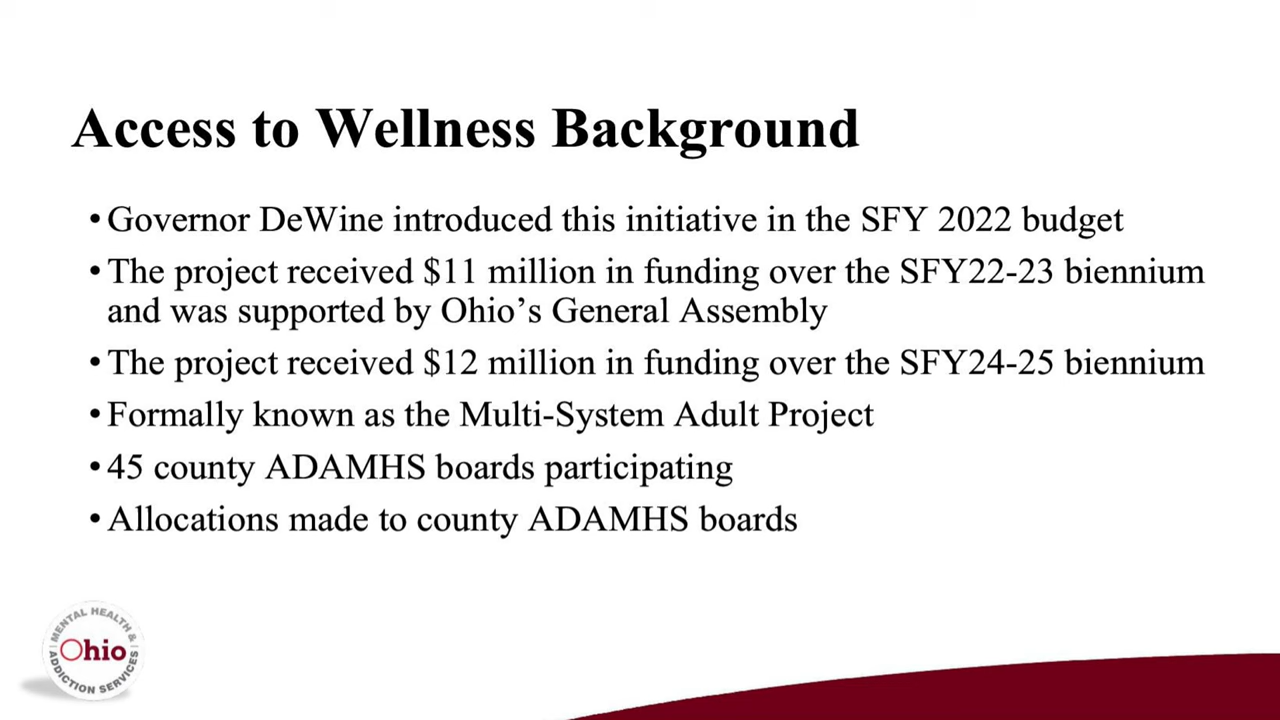 Access to Wellness Background
• Governor DeWine introduced this initiative in the SFY 2022 budget
• The project received $11 million in funding over the SFY22-23 biennium
and was supported by Ohio’s General Assembly
• The project received $12 million in funding over the SFY24-25 biennium
• Formally known as the Multi-System Adult Project
• 45 county ADAMHS boards participating
• Allocations made to county ADAMHS boards
MENTAL HEALTH &
Ohio
ADDICTION SERVICES